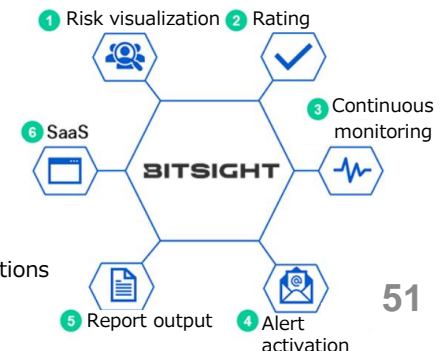 1 Risk visualization
2 Rating
3 Continuous
monitoring
6 SaaS
BITSIGHT
tions
5 Report output
4 Alert
activation
51